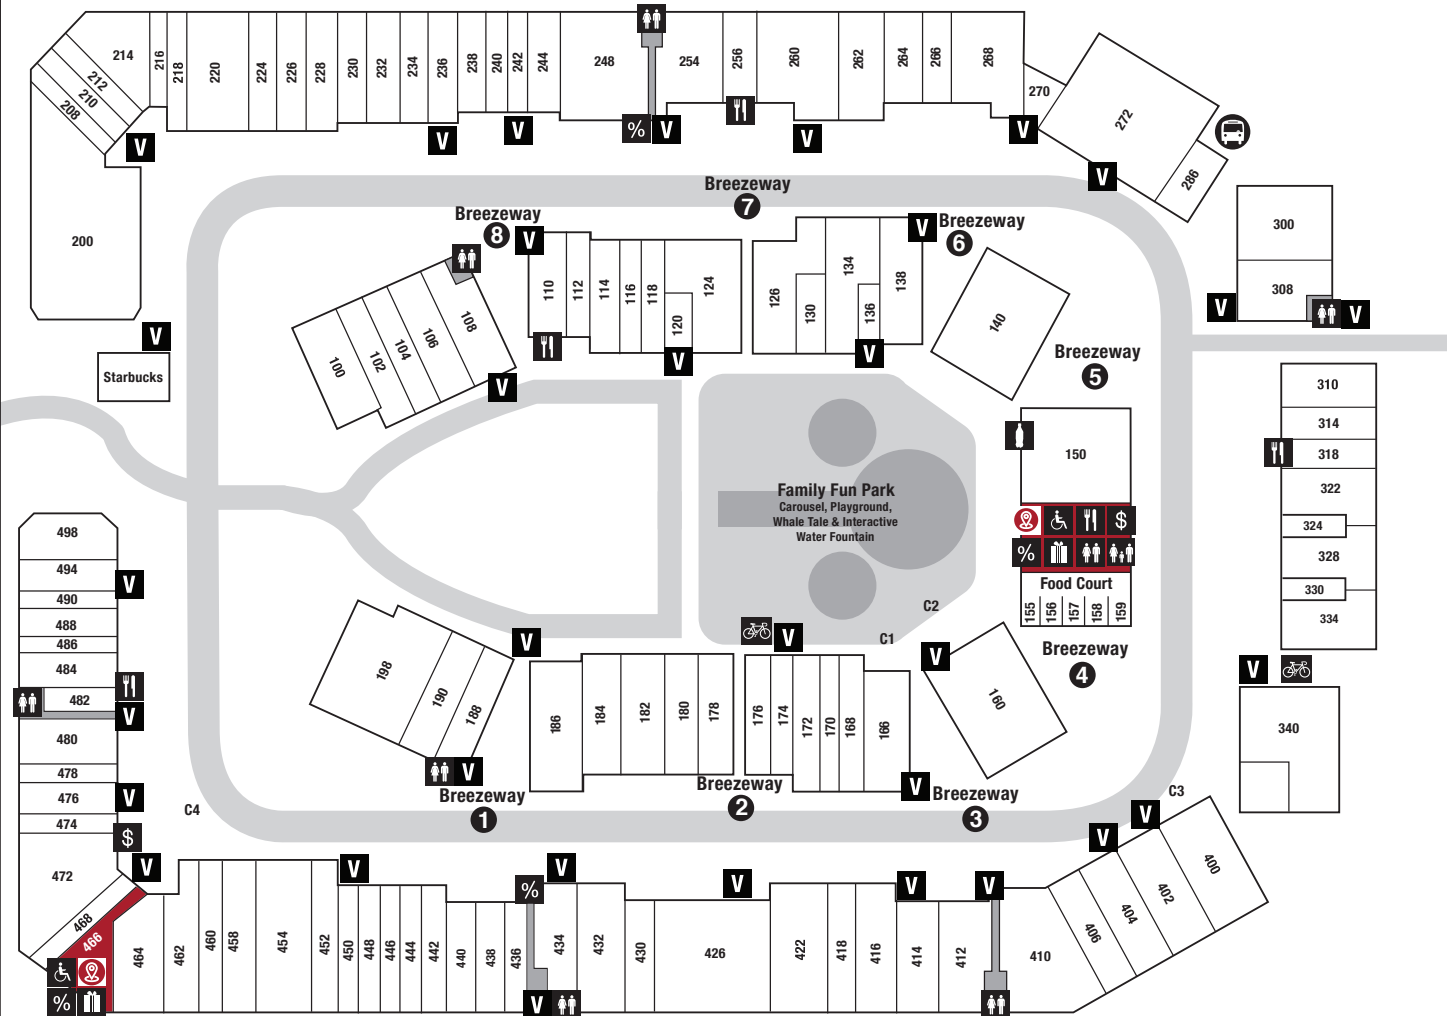 214
216
218
220
224
226
228
230
232
234
236
238
240
242
244
248
254
256
260
262
264
266
268
270
272
286
212
210
208
200
V
V
V
%
V
V
V
V
Breezeway
7
Breezeway
8
V
V
Breezeway
6
300
308
V
V
V
Starbucks
100
102
104
106
108
V
110
112
114
116
118
120
124
V
126
130
134
136
138
V
140
Breezeway
5
150
$
%
Food Court
155
156
157
158
159
Breezeway
4
310
314
318
322
324
328
330
334
V
340
Family Fun Park
Carousel, Playground,
Whale Tale & Interactive
Water Fountain
C2
C1
V
V
V
498
494
V
490
488
486
484
482
V
480
478
476
V
474
$
472
V
468
466
%
C4
198
190
188
V
Breezeway
1
186
184
182
180
178
Breezeway
2
176
174
172
170
168
166
V
160
Breezeway
3
C3
V
V
400
402
404
406
410
V
V
V
V
%
V
464
462
460
458
454
452
450
448
446
444
442
440
438
436
434
432
430
426
422
418
416
414
412
V